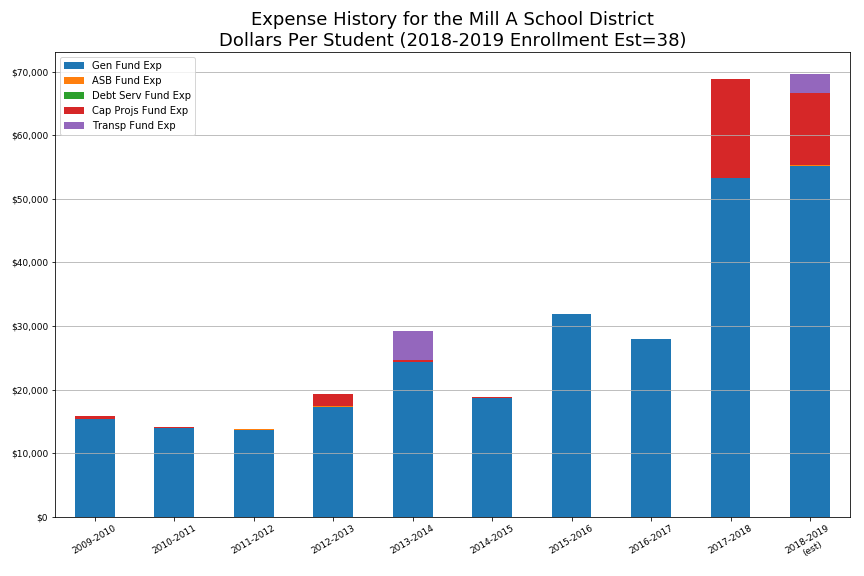 Expense History for the Mill A School District
Dollars Per Student (2018-2019 Enrollment Est=38)
Gen Fund Exp
ASB Fund Exp
Debt Serv Fund Exp
Cap Projs Fund Exp
Transp Fund Exp
$70,000
$60,000
$50,000
$40,000
$30,000
$20,000
$10,000
$0
2009-2010
2010-2011
2011-2012
2012-2013
2013-2014
2014-2015
2015-2016
2016-2017
2017-2018
2018-2019
(est)